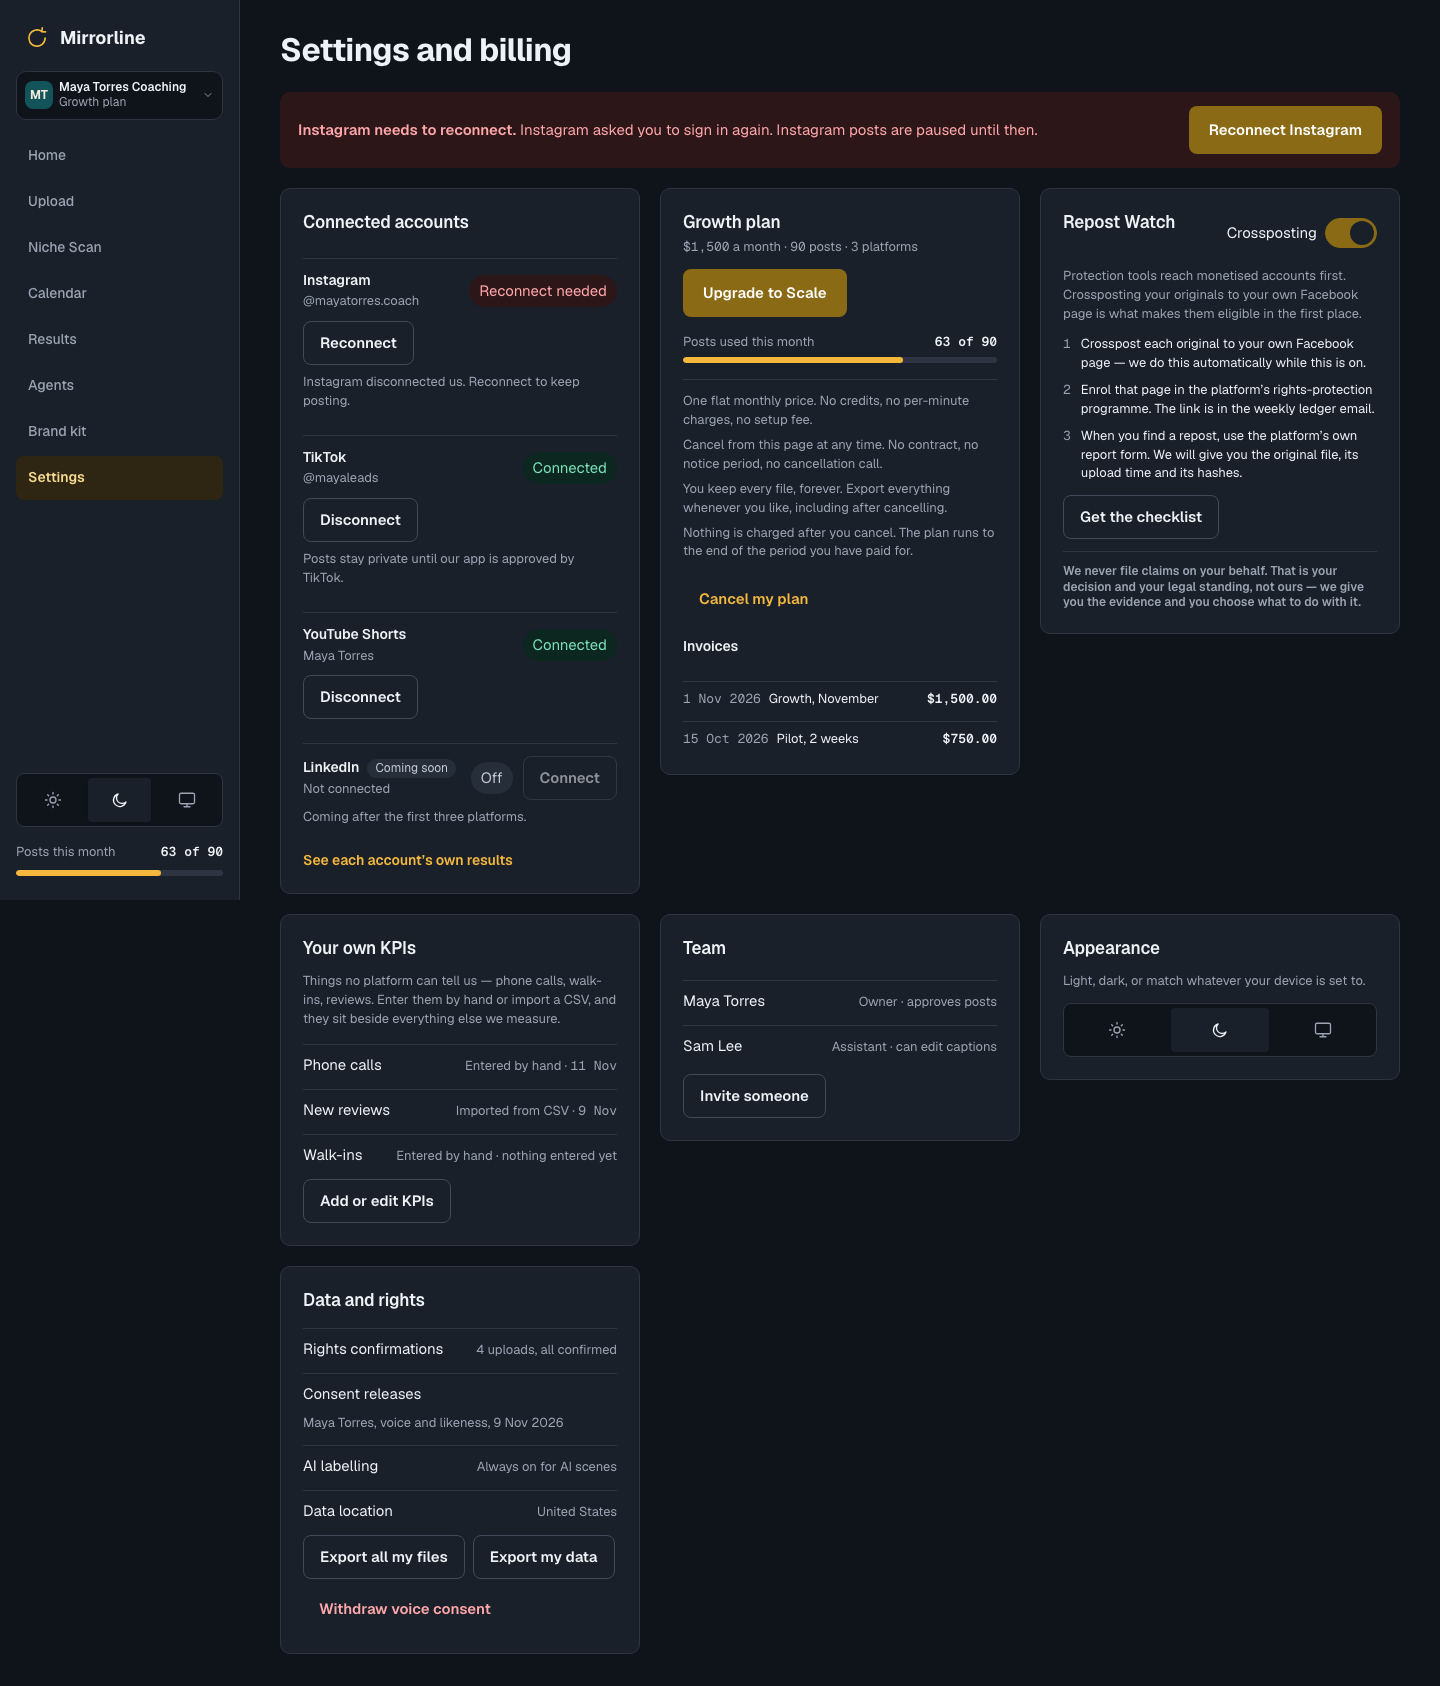 Mirrorline
MT
Maya Torres Coaching
Growth plan
Home
Upload
Niche Scan
Calendar
Results
Agents
Brand kit
Settings
Posts this month
63 of 90
Settings and billing
Instagram needs to reconnect. Instagram asked you to sign in again. Instagram posts are paused until then.
Reconnect Instagram
Connected accounts
Instagram
@mayatorres.coach
Reconnect needed
Reconnect
Instagram disconnected us. Reconnect to keep
posting.
TikTok
@mayaleads
Connected
Disconnect
Posts stay private until our app is approved by
TikTok.
YouTube Shorts
Maya Torres
Connected
Disconnect
LinkedIn Coming soon
Not connected
Off
Connect
Coming after the first three platforms.
See each account's own results
Growth plan
$1,500 a month · 90 posts · 3 platforms
Upgrade to Scale
Posts used this month
63 of 90
One flat monthly price. No credits, no per-minute
charges, no setup fee.
Cancel from this page at any time. No contract, no
notice period, no cancellation call.
You keep every file, forever. Export everything
whenever you like, including after cancelling.
Nothing is charged after you cancel. The plan runs to
the end of the period you have paid for.
Cancel my plan
Invoices
1 Nov 2026 Growth, November $1,500.00
15 Oct 2026 Pilot, 2 weeks $750.00
Repost Watch
Crossposting
Protection tools reach monetised accounts first.
Crossposting your originals to your own Facebook
page is what makes them eligible in the first place.
1 Crosspost each original to your own Facebook
page — we do this automatically while this is on.
2 Enrol that page in the platform's rights-protection
programme. The link is in the weekly ledger email.
3 When you find a repost, use the platform's own
report form. We will give you the original file, its
upload time and its hashes.
Get the checklist
We never file claims on your behalf. That is your
decision and your legal standing, not ours — we give
you the evidence and you choose what to do with it.
Your own KPIs
Things no platform can tell us — phone calls, walk-
ins, reviews. Enter them by hand or import a CSV, and
they sit beside everything else we measure.
Phone calls Entered by hand · 11 Nov
New reviews Imported from CSV · 9 Nov
Walk-ins Entered by hand · nothing entered yet
Add or edit KPIs
Team
Maya Torres Owner · approves posts
Sam Lee Assistant · can edit captions
Invite someone
Appearance
Light, dark, or match whatever your device is set to.
Data and rights
Rights confirmations 4 uploads, all confirmed
Consent releases
Maya Torres, voice and likeness, 9 Nov 2026
AI labelling Always on for AI scenes
Data location United States
Export all my files
Export my data
Withdraw voice consent